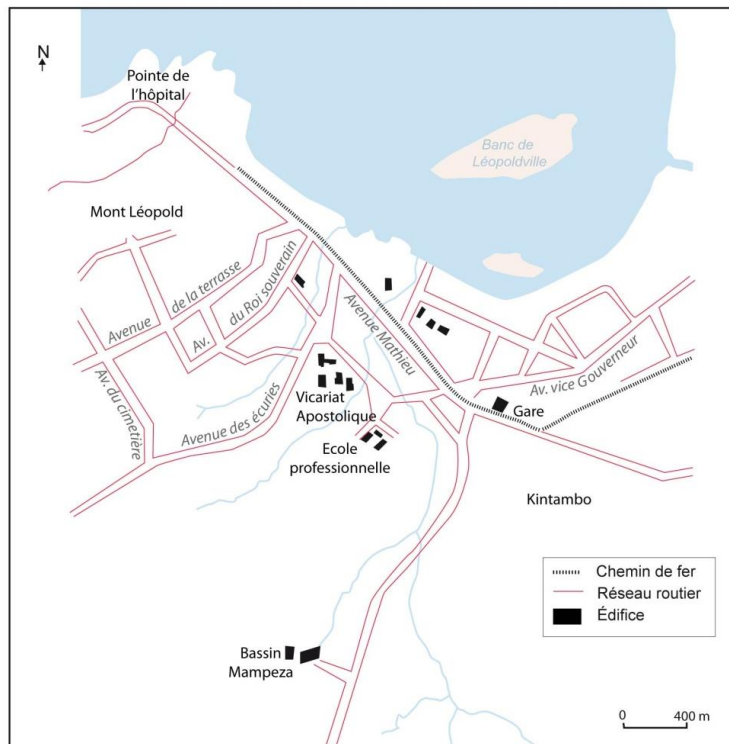 N
Pointe de
l'hôpital
Banc de
Léopoldville
Mont Léopold
Avenue de la terrasse
Av. du Roi souverain
Avenue Mathieu
Av. vice Gouverneur
Av. du cimetière
Avenue des écuries
Vicariat
Apostolique
Gare
Ecole
professionnelle
Kintambo
Bassin
Mampeza
Chemin de fer
Réseau routier
Édifice
0 400 m